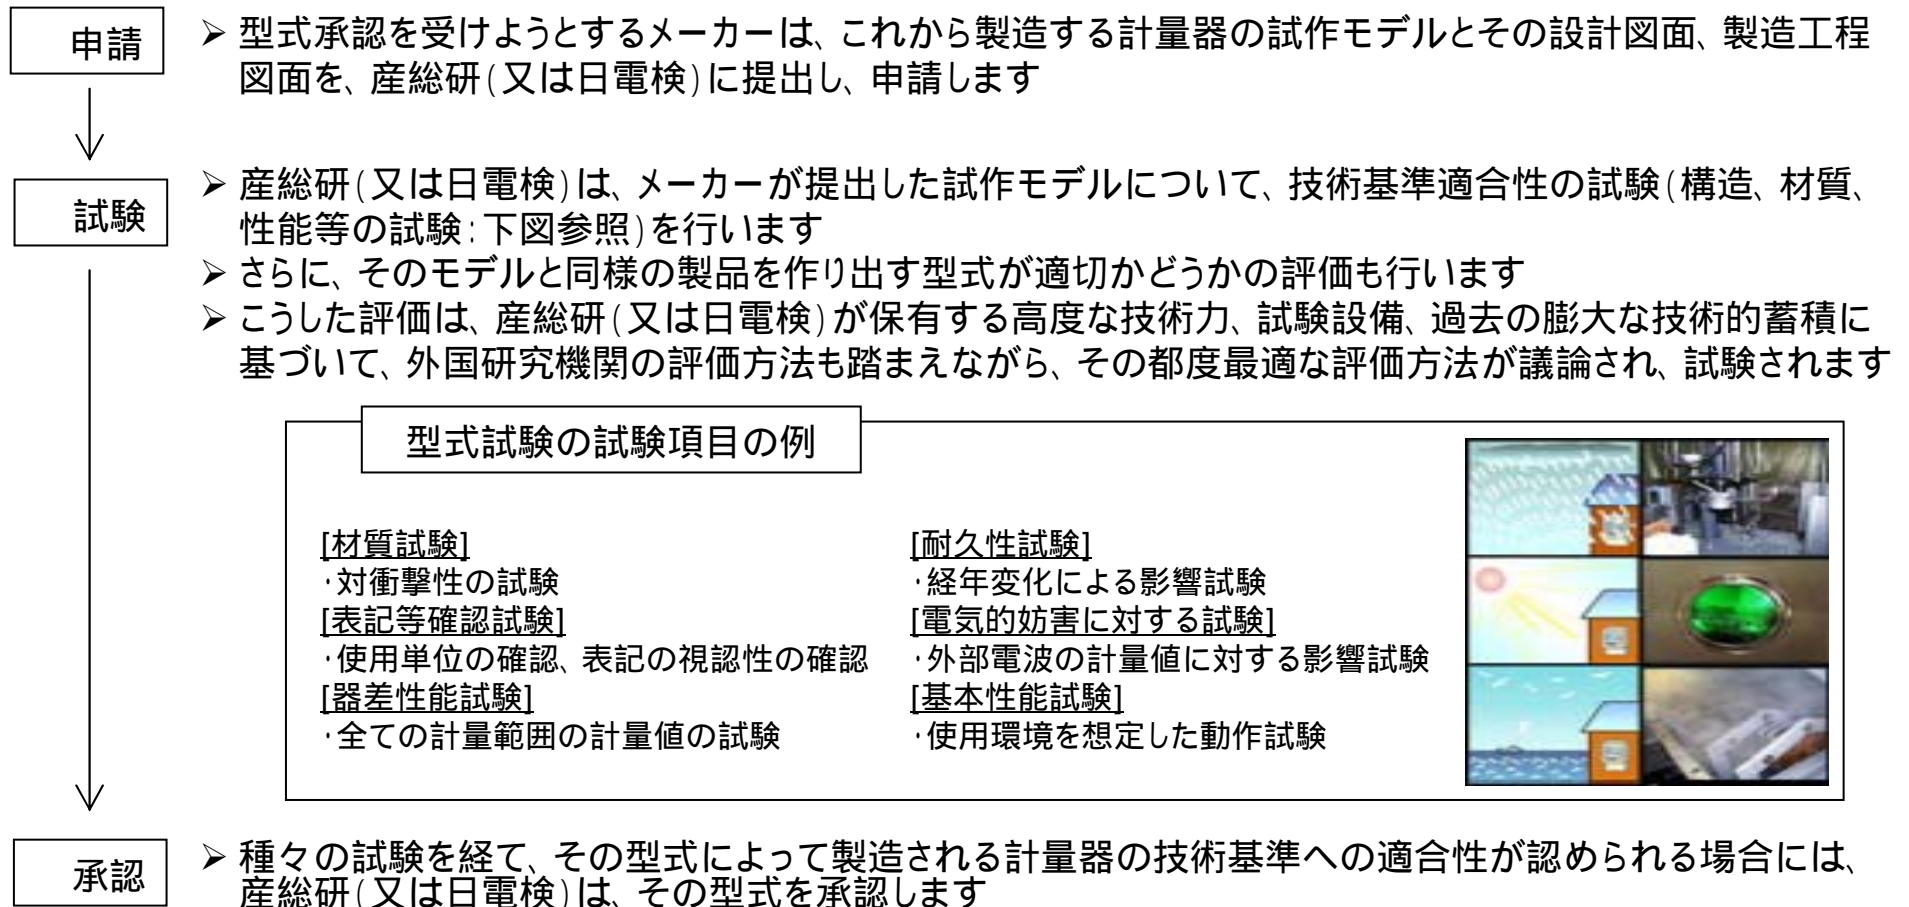 申請
➢ 型式承認を受けようとするメーカーは、これから製造する計量器の試作モデルとその設計図面、製造工程
図面を、産総研(又は日電検)に提出し、申請します
試験
➢ 産総研(又は日電検)は、メーカーが提出した試作モデルについて、技術基準適合性の試験(構造、材質、
性能等の試験:下図参照)を行います
➢ さらに、そのモデルと同様の製品を作り出す型式が適切かどうかの評価も行います
➢ こうした評価は、産総研(又は日電検)が保有する高度な技術力、試験設備、過去の膨大な技術的蓄積に
基づいて、外国研究機関の評価方法も踏まえながら、その都度最適な評価方法が議論され、試験されます
型式試験の試験項目の例
[材質試験]
・対衝撃性の試験
[表記等確認試験]
・使用単位の確認、表記の視認性の確認
[器差性能試験]
・全ての計量範囲の計量値の試験
[耐久性試験]
・経年変化による影響試験
[電気的妨害に対する試験]
・外部電波の計量値に対する影響試験
[基本性能試験]
・使用環境を想定した動作試験
承認
➢ 種々の試験を経て、その型式によって製造される計量器の技術基準への適合性が認められる場合には、
産総研(又は日電検)は、その型式を承認します